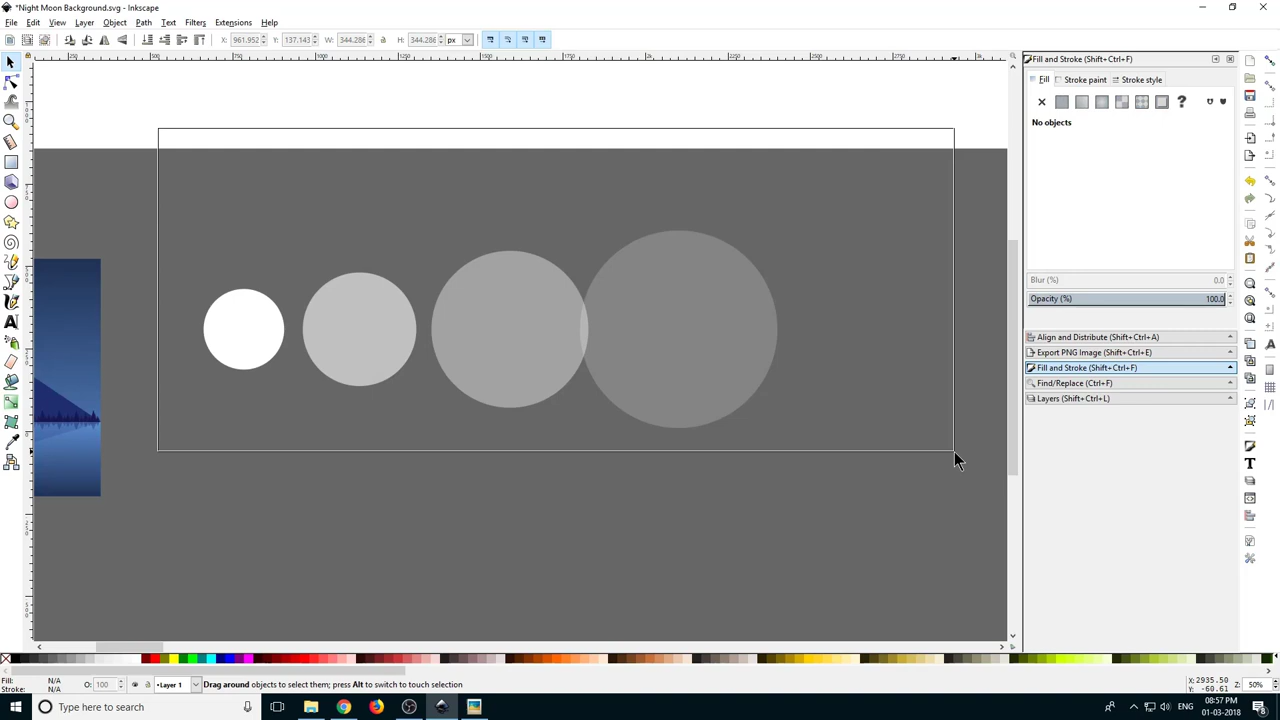 *Night Moon Background.svg - Inkscape
File Edit View Layer Object Path Text Filters Extensions Help
X: 961.952 Y: 137.143 W: 344.286 H: 344.286 px
Fill and Stroke (Shift+Ctrl+F)
Fill Stroke paint Stroke style
No objects
Blur (%) 0.0
Opacity (%) 100.0
Align and Distribute (Shift+Ctrl+A)
Export PNG Image (Shift+Ctrl+E)
Fill and Stroke (Shift+Ctrl+F)
Find/Replace (Ctrl+F)
Layers (Shift+Ctrl+L)
Fill: N/A
Stroke: N/A
O: 100
•Layer 1
Drag around objects to select them; press Alt to switch to touch selection
X: 2935.50
Y: -60.61
Z: 50%
Type here to search
ENG
08:57 PM
01-03-2018
8